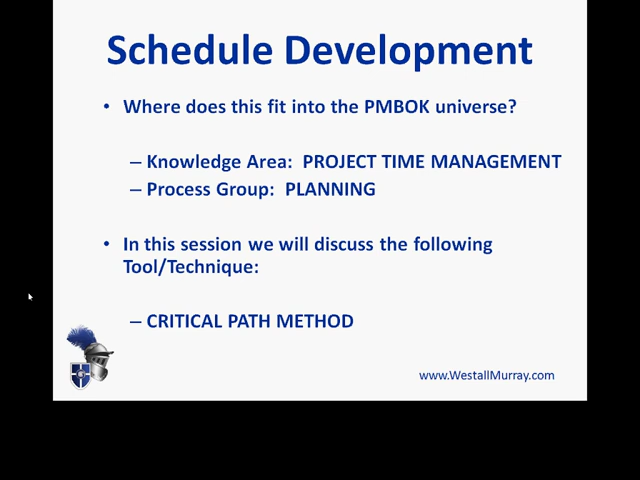 Schedule Development
• Where does this fit into the PMBOK universe?
– Knowledge Area: PROJECT TIME MANAGEMENT
– Process Group: PLANNING
• In this session we will discuss the following
Tool/Technique:
– CRITICAL PATH METHOD
www.WestallMurray.com